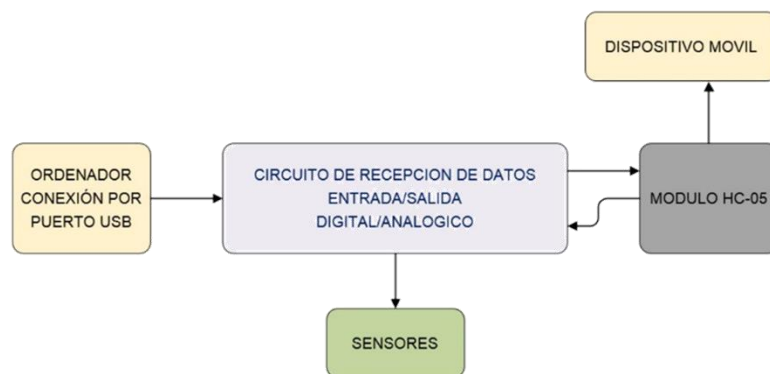 DISPOSITIVO MOVIL
ORDENADOR
CONEXIÓN POR
PUERTO USB
CIRCUITO DE RECEPCION DE DATOS
ENTRADA/SALIDA
DIGITAL/ANALOGICO
MODULO HC-05
SENSORES